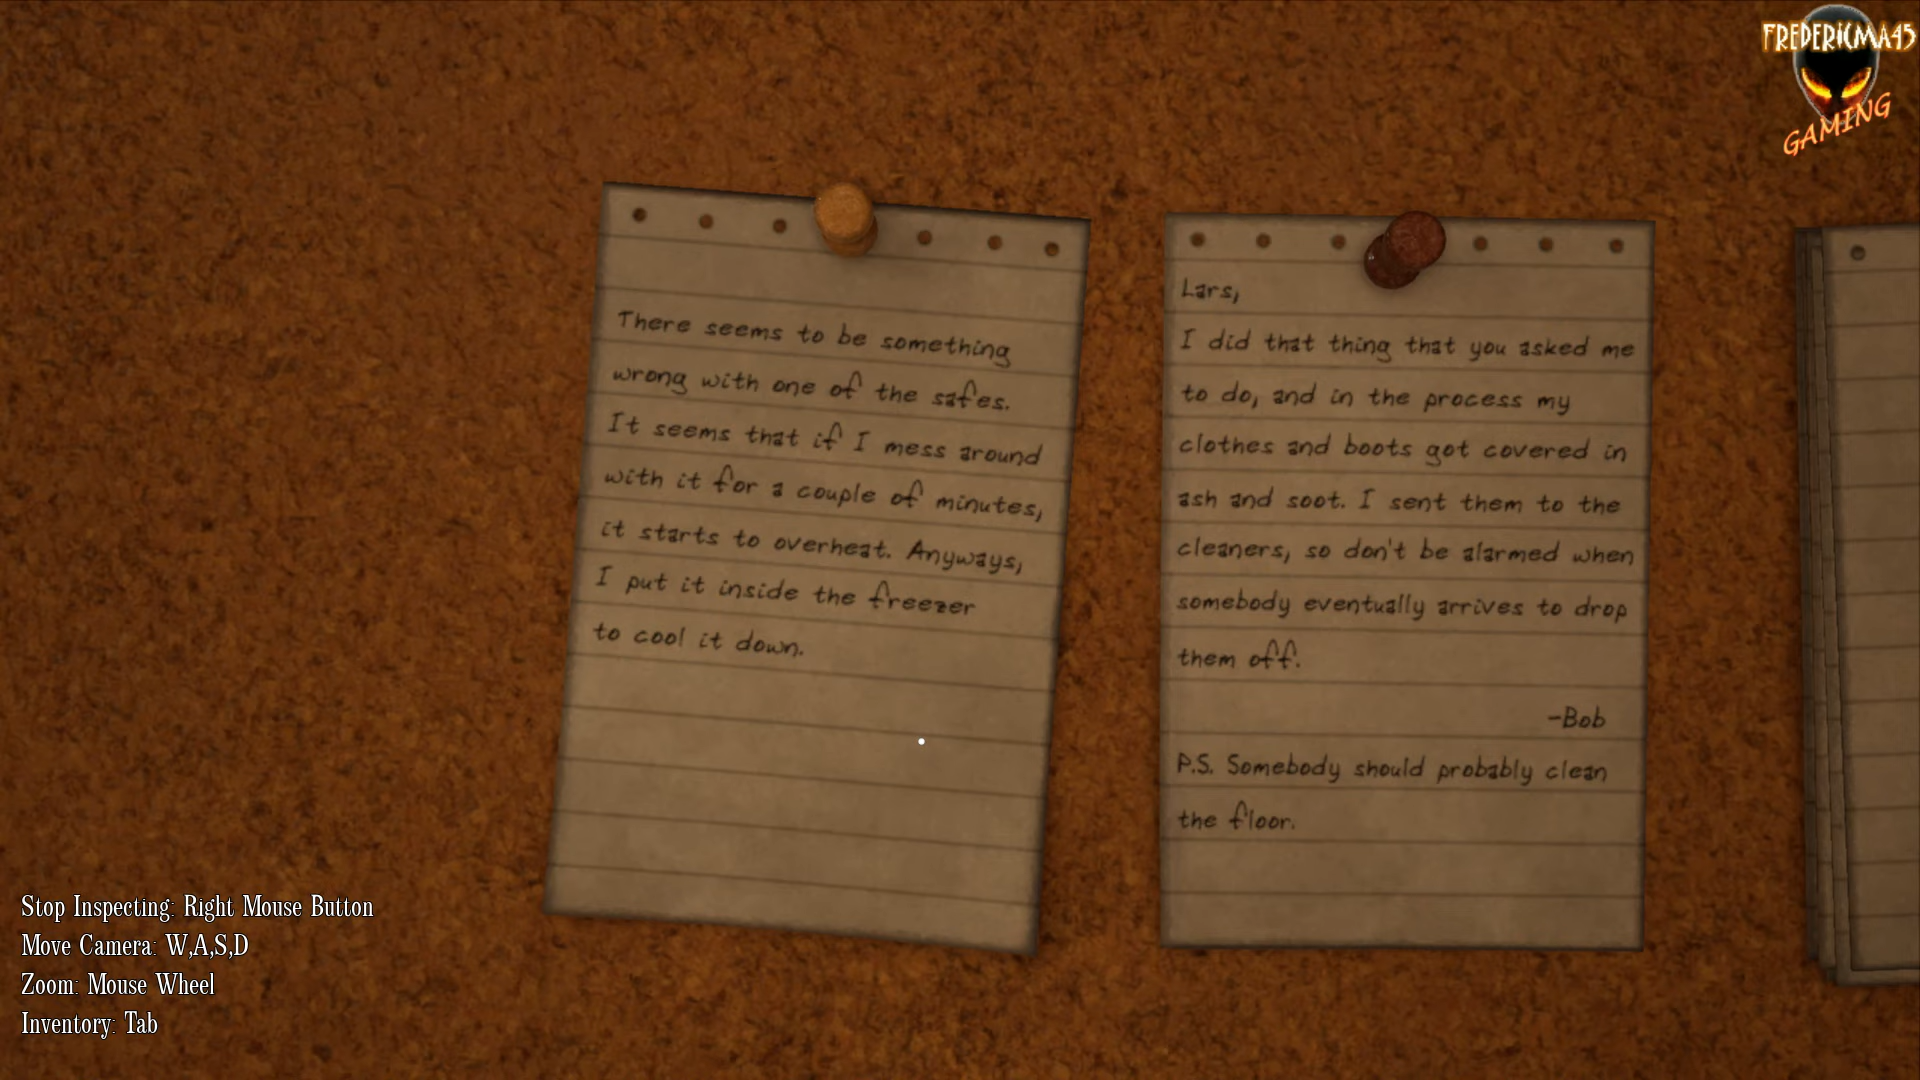 FREDERICMA45
GAMING
There seems to be something
wrong with one of the safes.
It seems that if I mess around
with it for a couple of minutes,
it starts to overheat. Anyways,
I put it inside the freezer
to cool it down.
Lars,
I did that thing that you asked me
to do, and in the process my
clothes and boots got covered in
ash and soot. I sent them to the
cleaners, so don't be alarmed when
somebody eventually arrives to drop
them off.
-Bob
P.S. Somebody should probably clean
the floor.
Stop Inspecting: Right Mouse Button
Move Camera: W,A,S,D
Zoom: Mouse Wheel
Inventory: Tab